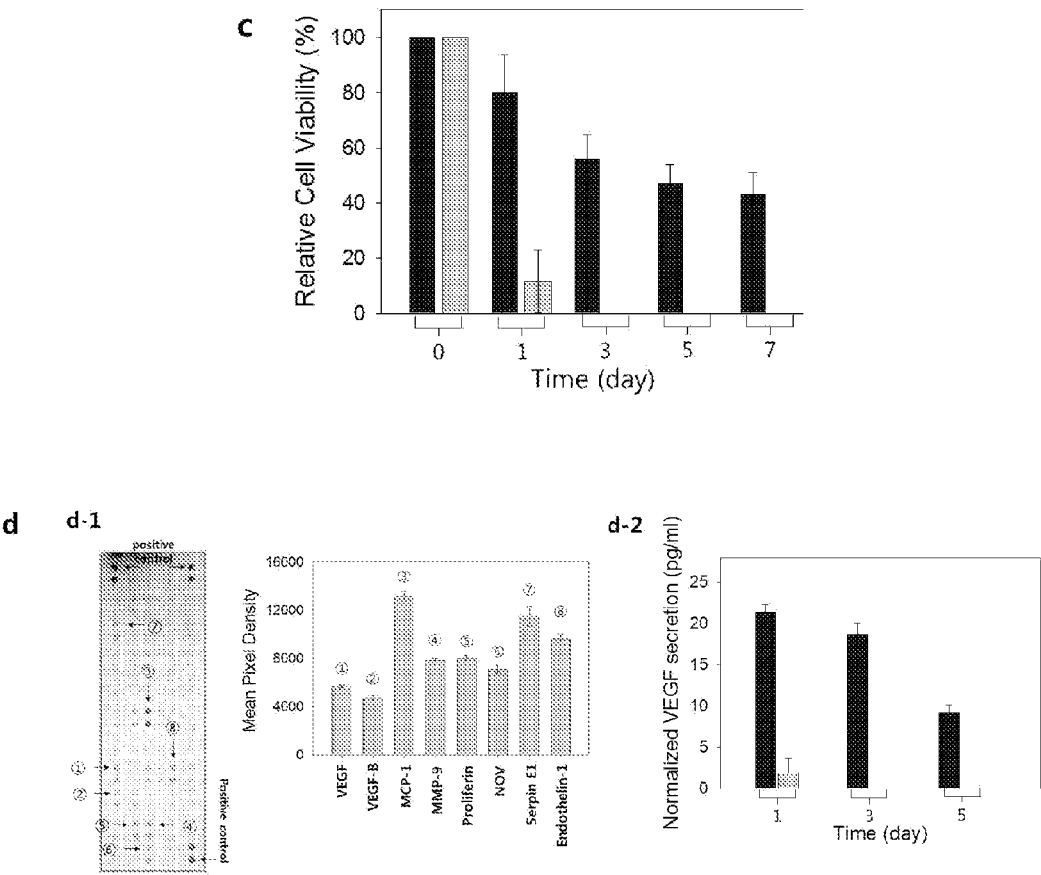 c
Relative Cell Viability (%)
100
80
60
40
20
0
0
1
3
5
7
Time (day)
d
d-1
positive
control
⑦
③
⑧
①
②
⑤
④
⑥
Positive control
Mean Pixel Density
16000
12000
8000
4000
0
①
②
③
④
⑤
⑥
⑦
⑧
VEGF
VEGF-B
MCP-1
MMP-9
Proliferin
NOV
Serpin E1
Endothelin-1
d-2
Normalized VEGF secretion (pg/ml)
25
20
15
10
5
0
1
3
5
Time (day)